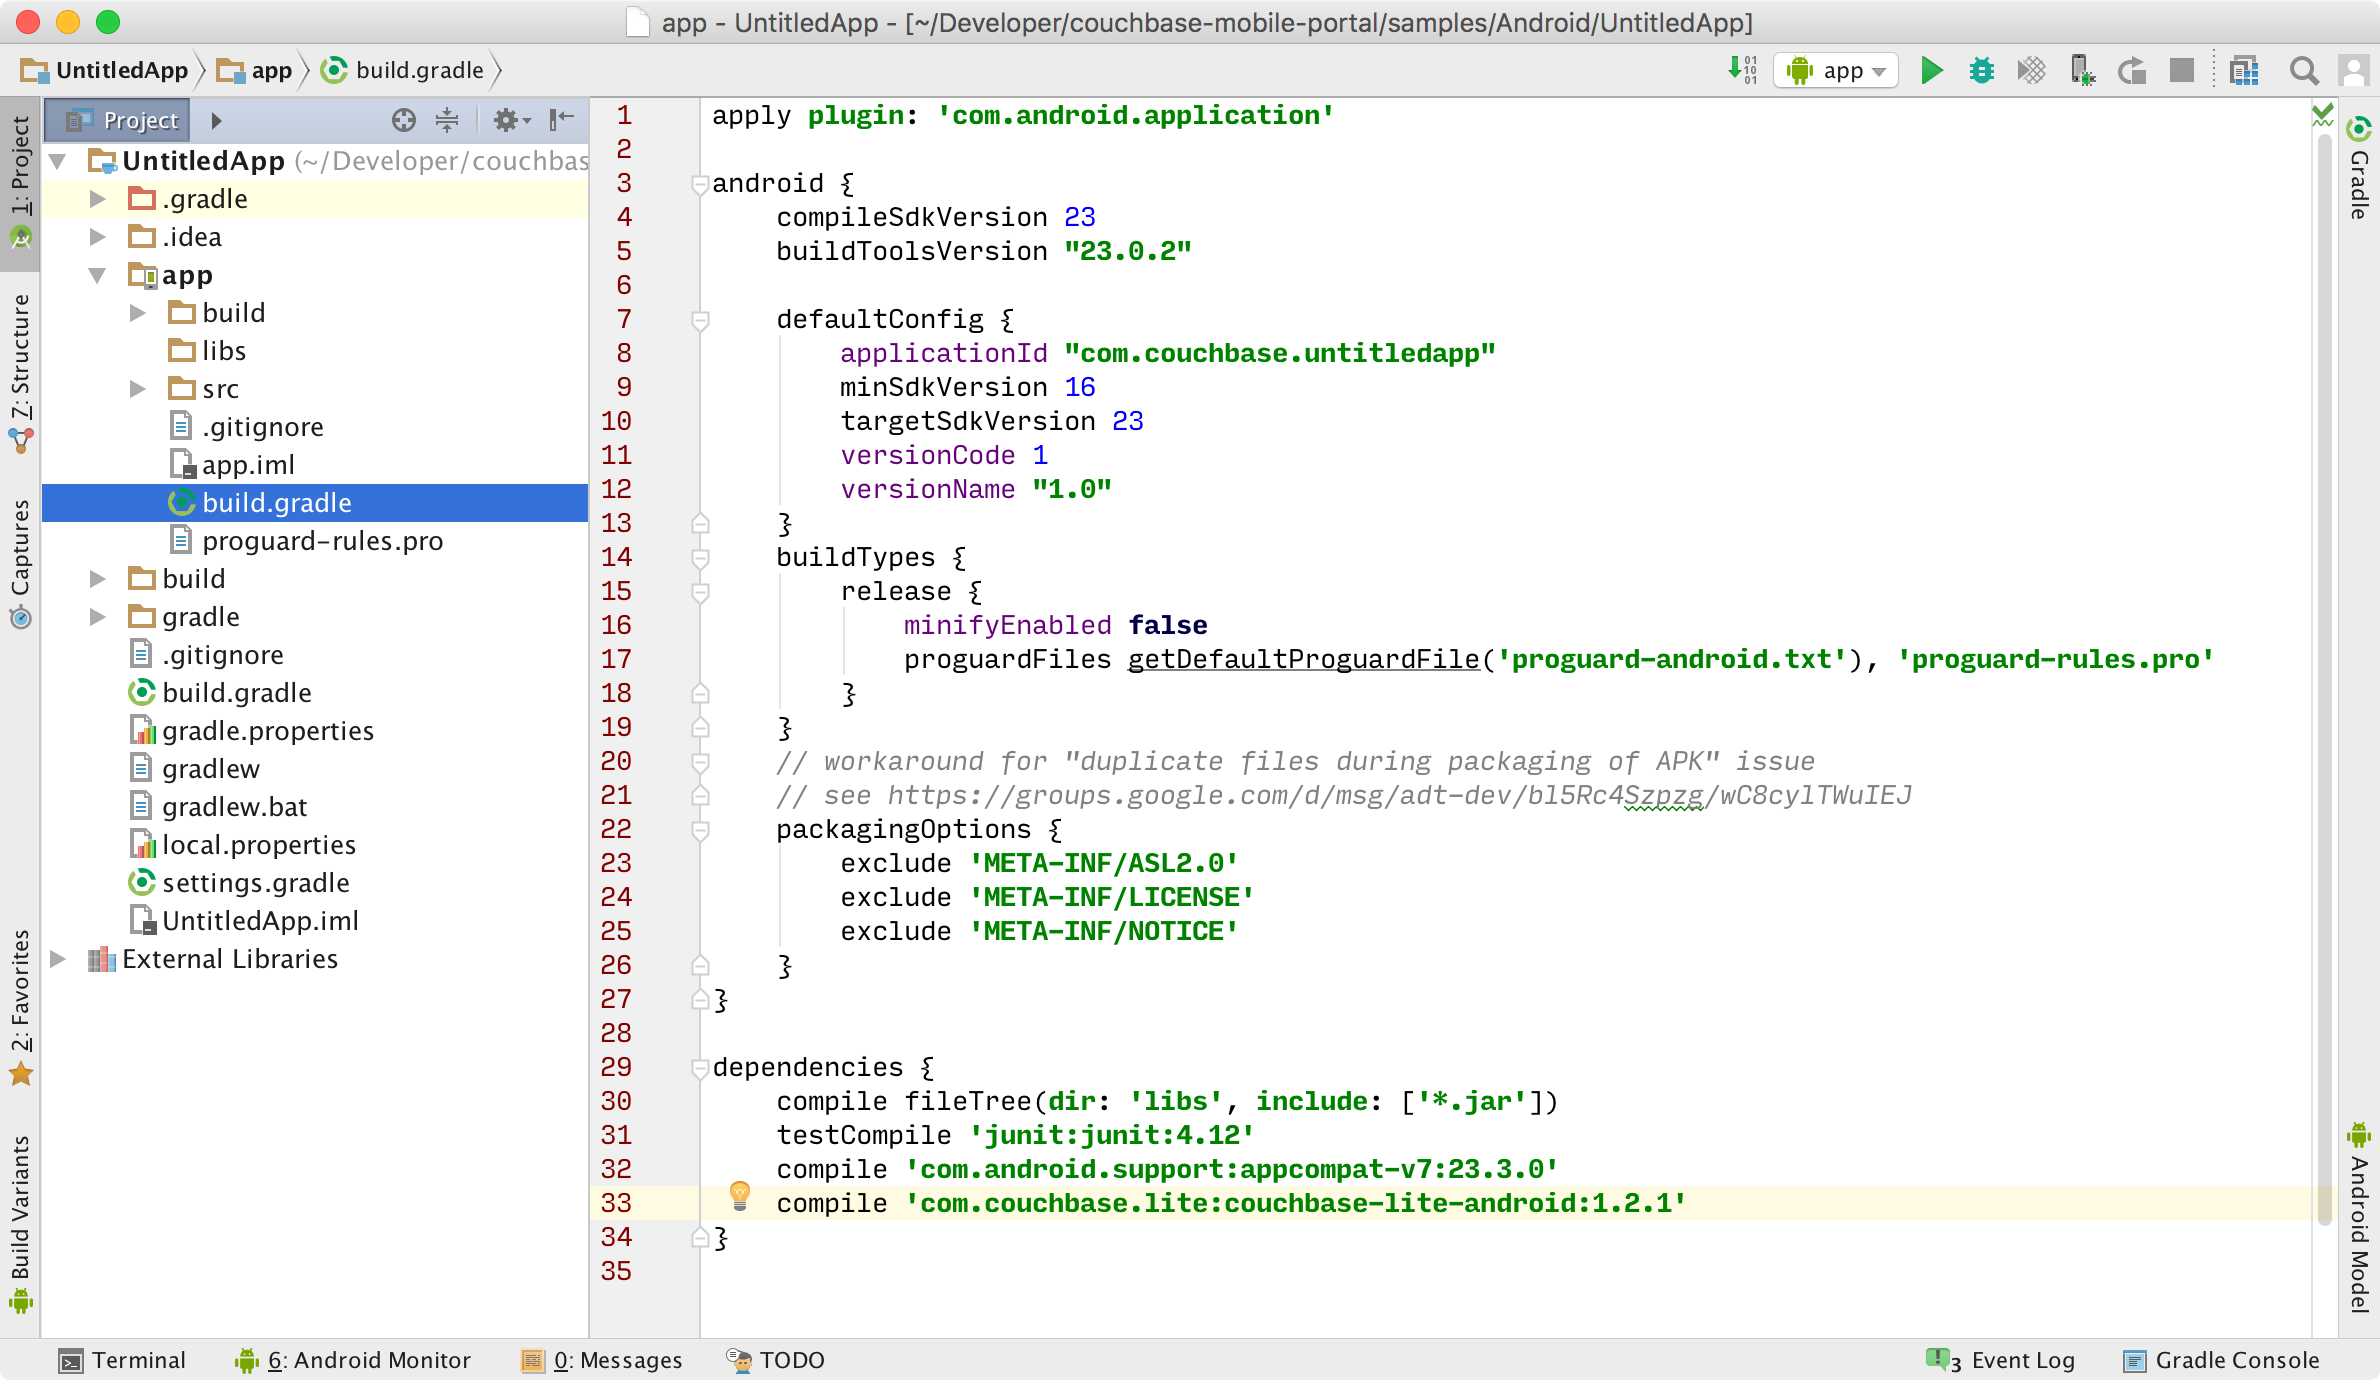 app - UntitledApp - [~/Developer/couchbase-mobile-portal/samples/Android/UntitledApp]
UntitledApp app build.gradle
app
1: Project
7: Structure
Captures
2: Favorites
Build Variants
Project
UntitledApp (~/Developer/couchbas
.gradle
.idea
app
build
libs
src
.gitignore
app.iml
build.gradle
proguard-rules.pro
build
gradle
.gitignore
build.gradle
gradle.properties
gradlew
gradlew.bat
local.properties
settings.gradle
UntitledApp.iml
External Libraries
1 apply plugin: 'com.android.application'
2
3 android {
4     compileSdkVersion 23
5     buildToolsVersion "23.0.2"
6
7     defaultConfig {
8         applicationId "com.couchbase.untitledapp"
9         minSdkVersion 16
10         targetSdkVersion 23
11         versionCode 1
12         versionName "1.0"
13     }
14     buildTypes {
15         release {
16             minifyEnabled false
17             proguardFiles getDefaultProguardFile('proguard-android.txt'), 'proguard-rules.pro'
18         }
19     }
20     // workaround for "duplicate files during packaging of APK" issue
21     // see https://groups.google.com/d/msg/adt-dev/bl5Rc4Szpzg/wC8cylTWuIEJ
22     packagingOptions {
23         exclude 'META-INF/ASL2.0'
24         exclude 'META-INF/LICENSE'
25         exclude 'META-INF/NOTICE'
26     }
27 }
28
29 dependencies {
30     compile fileTree(dir: 'libs', include: ['*.jar'])
31     testCompile 'junit:junit:4.12'
32     compile 'com.android.support:appcompat-v7:23.3.0'
33     compile 'com.couchbase.lite:couchbase-lite-android:1.2.1'
34 }
35
Gradle
Android Model
Terminal 6: Android Monitor 0: Messages TODO 3 Event Log Gradle Console